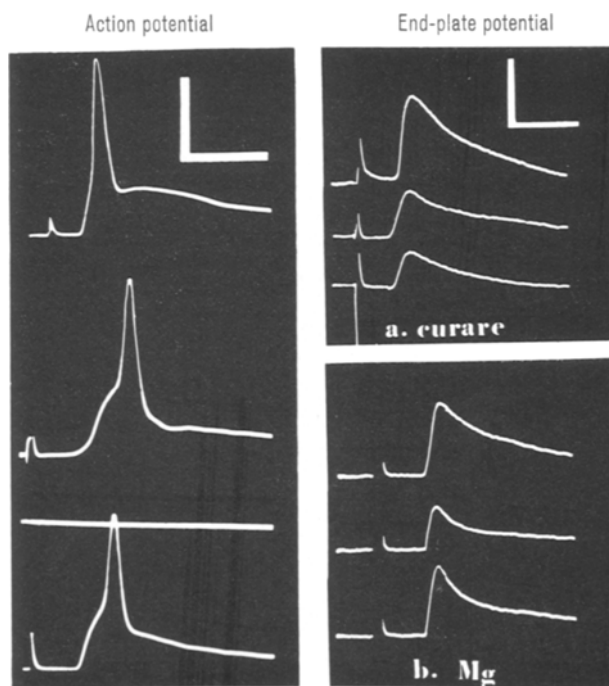 Action potential
End-plate potential
a. curare
b. Mg